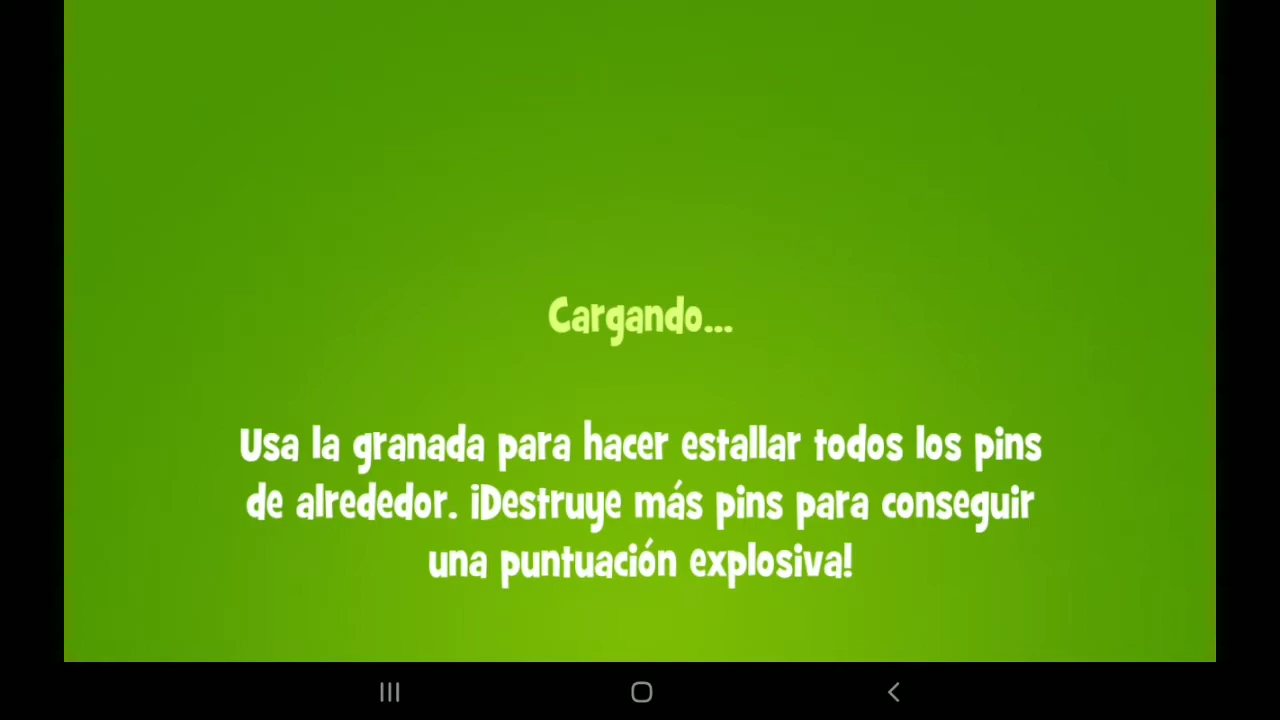 Cargando...
Usa la granada para hacer estallar todos los pins
de alrededor. ¡Destruye más pins para conseguir
una puntuación explosiva!